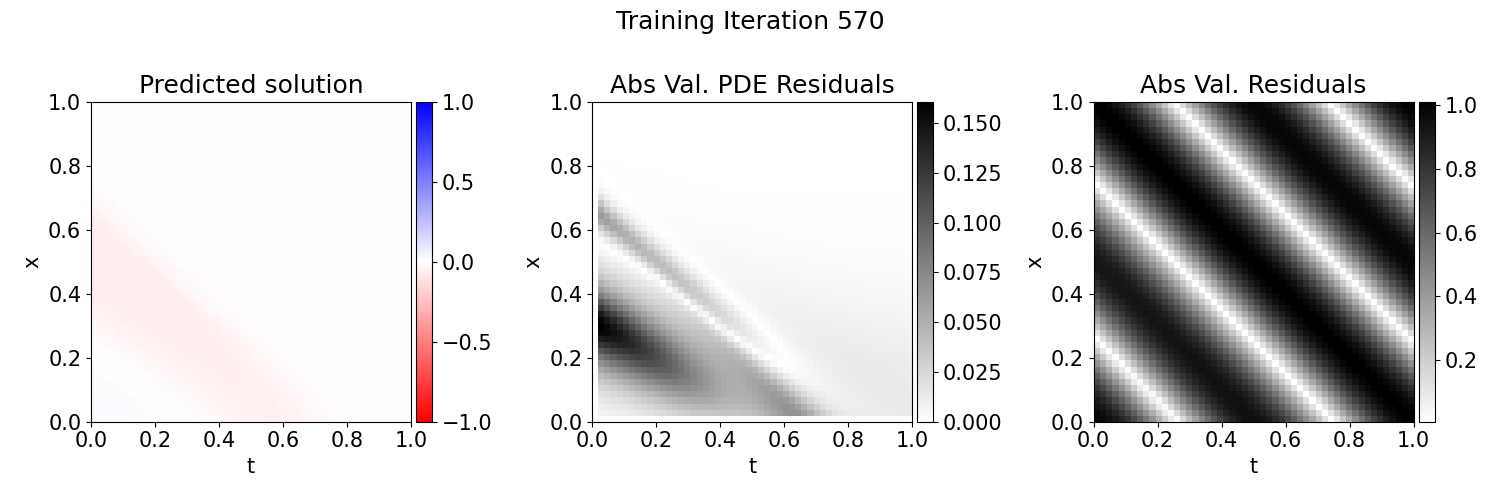 Training Iteration 570
Predicted solution
1.0
0.8
0.6
0.4
0.2
0.0
x
0.0 0.2 0.4 0.6 0.8 1.0
t
1.0
0.5
0.0
−0.5
−1.0
Abs Val. PDE Residuals
1.0
0.8
0.6
0.4
0.2
0.0
x
0.0 0.2 0.4 0.6 0.8 1.0
t
0.150
0.125
0.100
0.075
0.050
0.025
0.000
Abs Val. Residuals
1.0
0.8
0.6
0.4
0.2
0.0
x
0.0 0.2 0.4 0.6 0.8 1.0
t
1.0
0.8
0.6
0.4
0.2